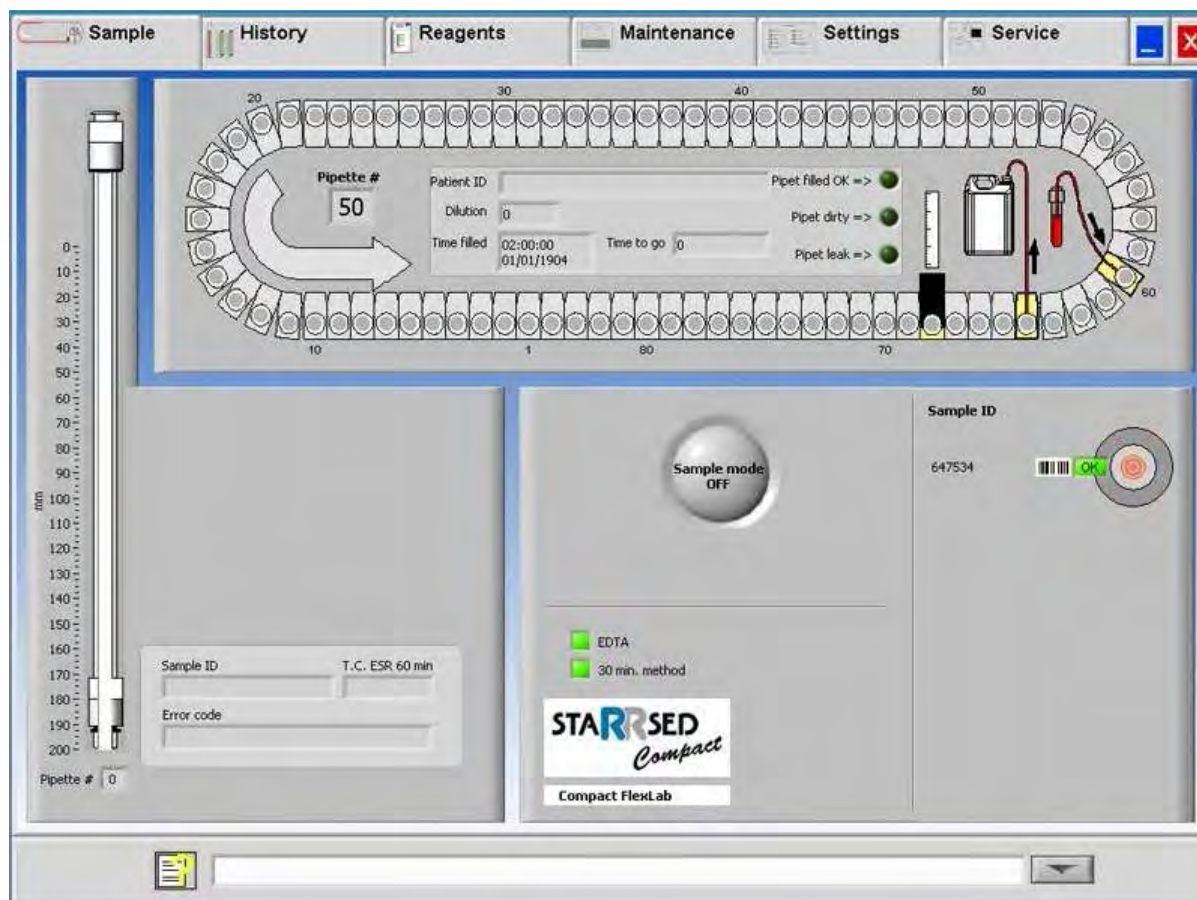 Sample
History
Reagents
Maintenance
Settings
Service
X
20
30
40
50
Pipette #
50
Patient ID
Pipet filled OK =>
Dilution
0
Pipet dirty =>
Time filled
02:00:00
01/01/1904
Time to go
0
Pipet leak =>
60
10
1
80
70
mm
0
10
20
30
40
50
60
70
80
90
100
110
120
130
140
150
160
170
180
190
200
Sample ID
T.C. ESR 60 min
Error code
Pipette #
0
Sample mode
OFF
EDTA
30 min. method
STARRSED
Compact
Compact FlexLab
Sample ID
647534
OK